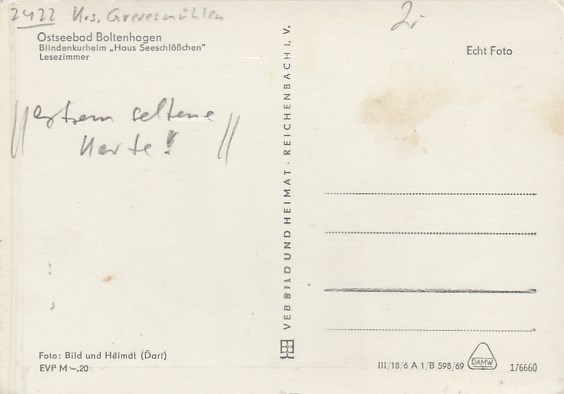 2422 Krs. Grevesmühlen
2,-
Ostseebad Boltenhagen
Blindenkurheim „Haus Seeschlößchen"
Lesezimmer
Echt Foto
extrem seltene
Karte!
VEB BILD UND HEIMAT · REICHENBACH I. V.
Foto: Bild und Heimat (Darr)
EVP M –,20
III/18/6 A 1/B 598/69
DAMW
1/6660